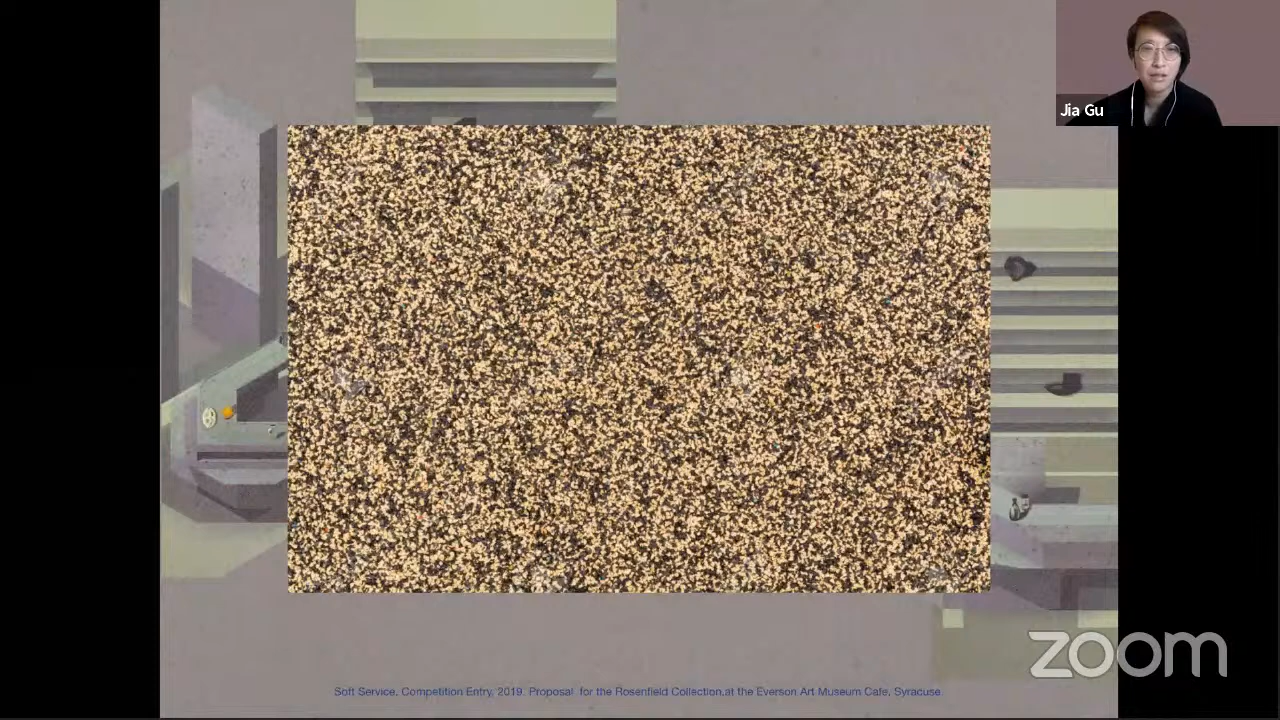 Jia Gu
zoom
Soft Service, Competition Entry, 2019. Proposal for the Rosenfield Collection,at the Everson Art Museum Cafe, Syracuse